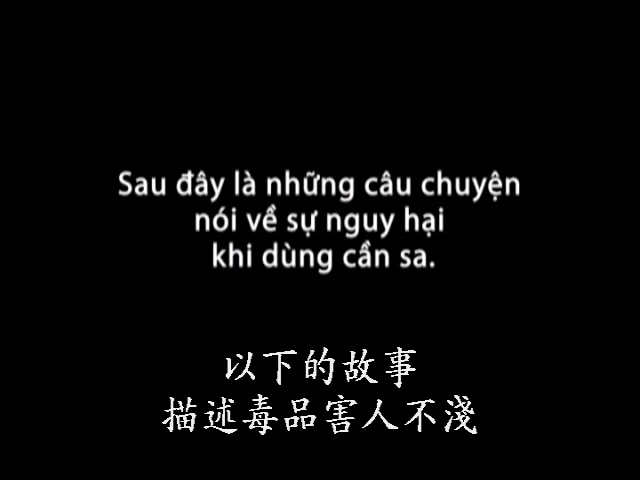 Sau đây là những câu chuyện
nói về sự nguy hại
khi dùng cần sa.
以下的故事
描述毒品害人不淺